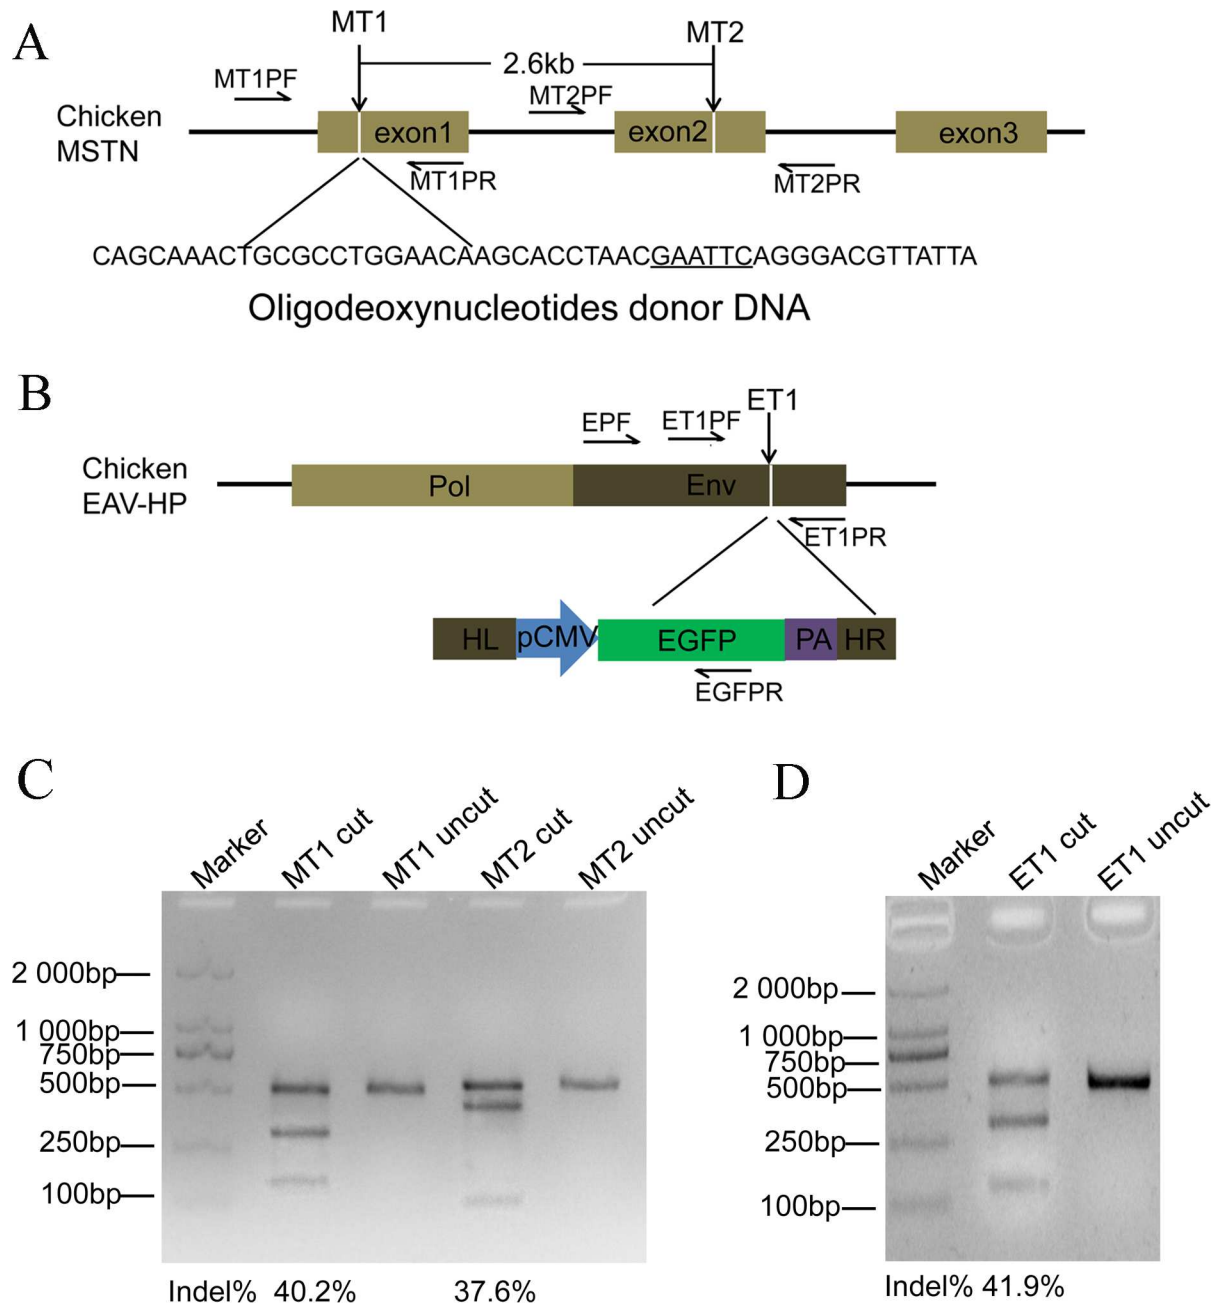 A
MT1
MT2
2.6kb
MT1PF
MT2PF
Chicken
MSTN
exon1
exon2
exon3
MT1PR
MT2PR
CAGCAAACTGCGCCTGGAACAAGCACCTAACGAATTCAGGGACGTTATTA
Oligodeoxynucleotides donor DNA
B
ET1
EPF
ET1PF
Chicken
EAV-HP
Pol
Env
ET1PR
HL
pCMV
EGFP
PA
HR
EGFPR
C
Marker
MT1 cut
MT1 uncut
MT2 cut
MT2 uncut
2 000bp
1 000bp
750bp
500bp
250bp
100bp
Indel% 40.2% 37.6%
D
Marker
ET1 cut
ET1 uncut
2 000bp
1 000bp
750bp
500bp
250bp
100bp
Indel% 41.9%